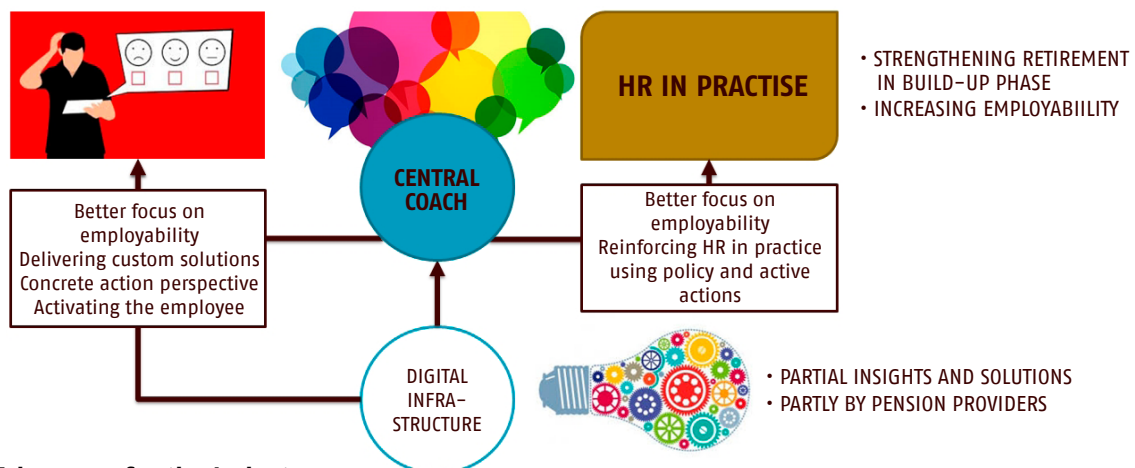 HR IN PRACTISE
• STRENGTHENING RETIREMENT
IN BUILD-UP PHASE
• INCREASING EMPLOYABIILITY
CENTRAL
COACH
Better focus on
employability
Delivering custom solutions
Concrete action perspective
Activating the employee
Better focus on
employability
Reinforcing HR in practice
using policy and active
actions
DIGITAL
INFRA-
STRUCTURE
• PARTIAL INSIGHTS AND SOLUTIONS
• PARTLY BY PENSION PROVIDERS